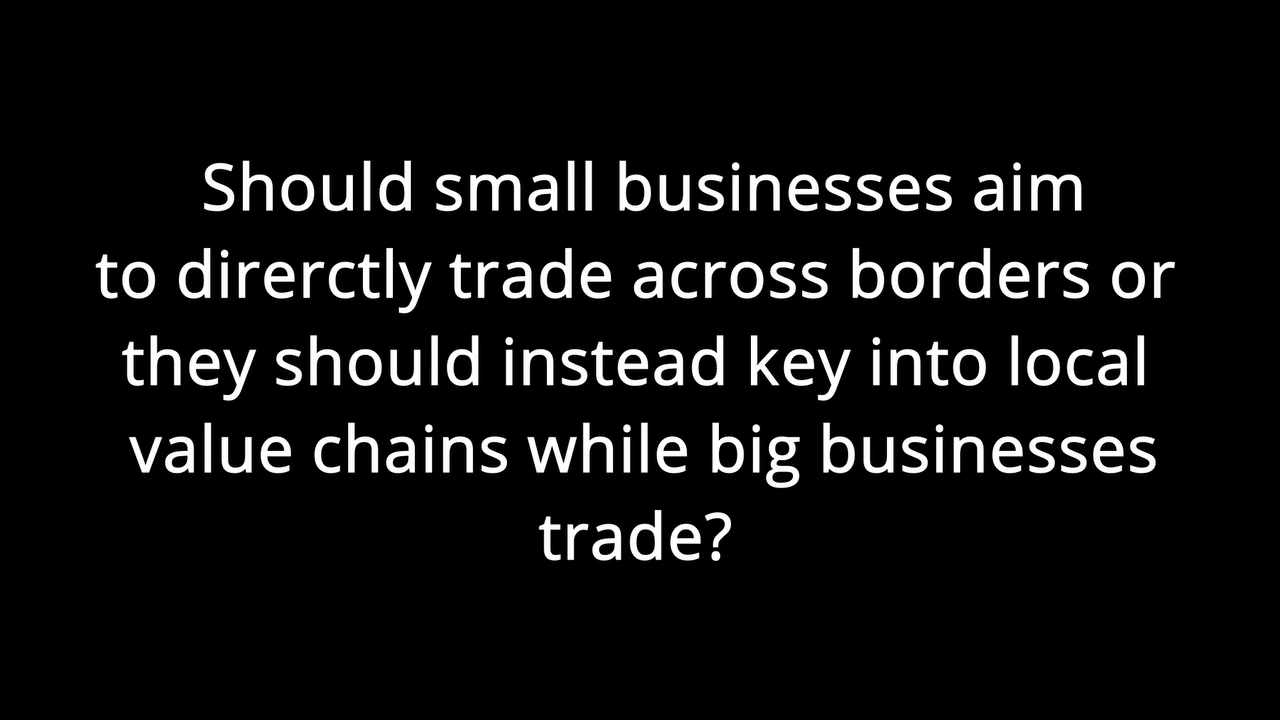 Should small businesses aim
to direrctly trade across borders or
they should instead key into local
value chains while big businesses
trade?